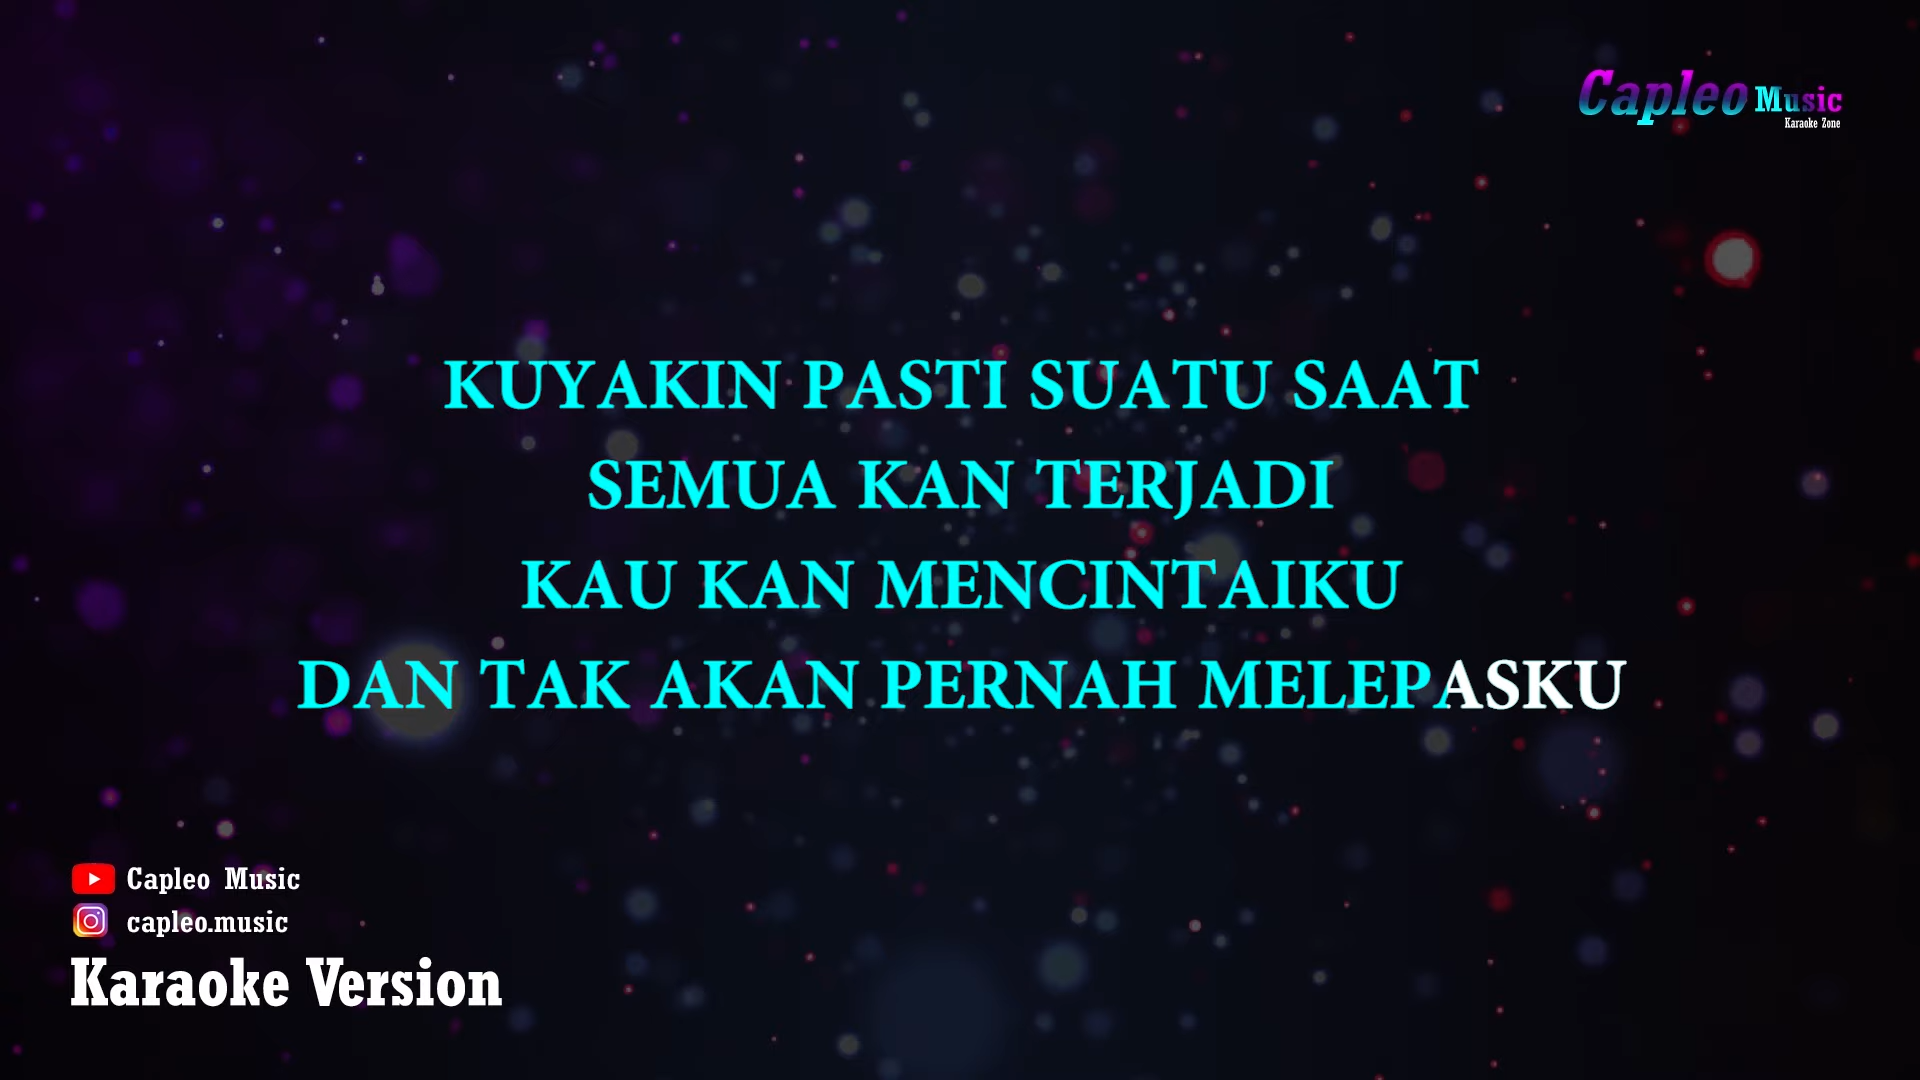 Capleo Music
Karaoke Zone
KUYAKIN PASTI SUATU SAAT
SEMUA KAN TERJADI
KAU KAN MENCINTAIKU
DAN TAK AKAN PERNAH MELEPASKU
Capleo Music
capleo.music
Karaoke Version